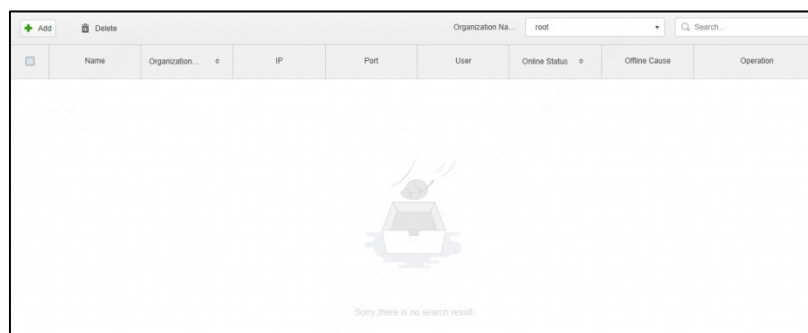 Add Delete Organization Na... root Search...
Name Organization... IP Port User Online Status Offline Cause Operation
Sorry,there is no search result.